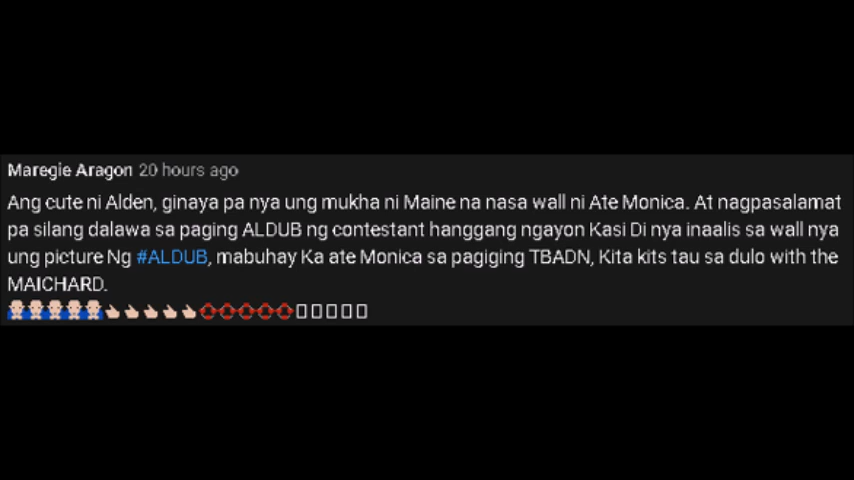 Maregie Aragon 20 hours ago
Ang cute ni Alden, ginaya pa nya ung mukha ni Maine na nasa wall ni Ate Monica. At nagpasalamat
pa silang dalawa sa paging ALDUB ng contestant hanggang ngayon Kasi Di nya inaalis sa wall nya
ung picture Ng #ALDUB, mabuhay Ka ate Monica sa pagiging TBADN, Kita kits tau sa dulo with the
MAICHARD.